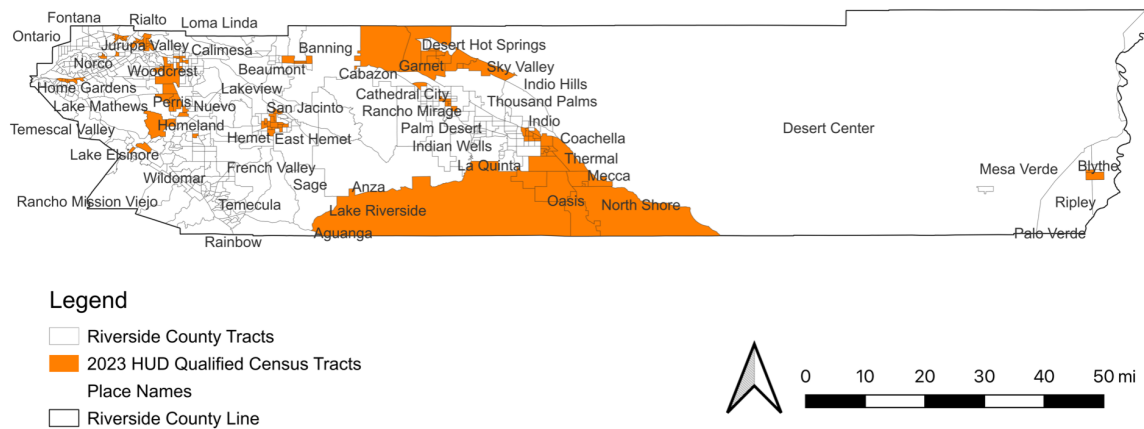 Fontana
Rialto
Loma Linda
Ontario
Jurupa Valley
Calimesa
Banning
Desert Hot Springs
Norco
Woodcrest
Beaumont
Cabazon
Garnet
Sky Valley
Home Gardens
Lakeview
Cathedral City
Indio Hills
Lake Mathews
Perris
Nuevo
San Jacinto
Rancho Mirage
Thousand Palms
Temescal Valley
Homeland
Hemet
East Hemet
Palm Desert
Indio
Desert Center
Indian Wells
Coachella
Lake Elsinore
French Valley
La Quinta
Thermal
Mesa Verde
Blythe
Wildomar
Sage
Anza
Mecca
Rancho Mission Viejo
Temecula
Lake Riverside
Oasis
North Shore
Ripley
Rainbow
Aguanga
Palo Verde
Legend
Riverside County Tracts
2023 HUD Qualified Census Tracts
Place Names
Riverside County Line
0 10 20 30 40 50 mi